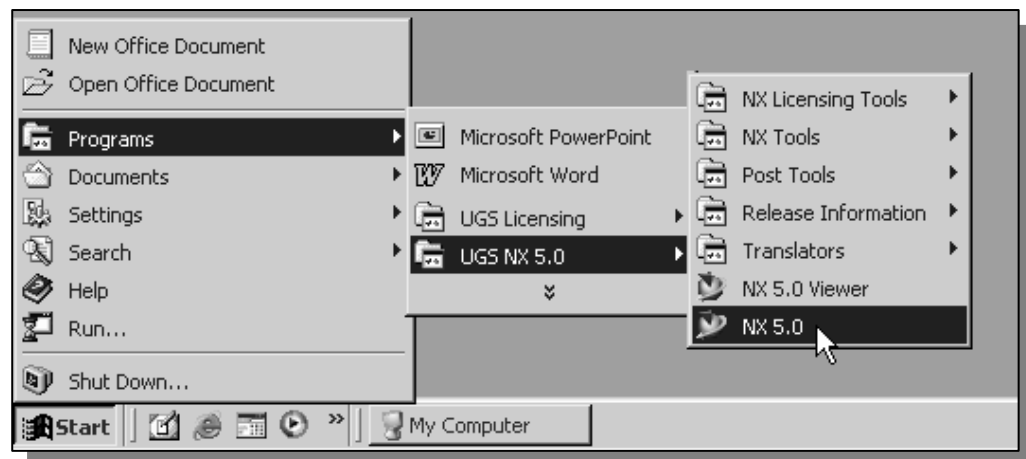 New Office Document
Open Office Document
Programs
Documents
Settings
Search
Help
Run...
Shut Down...
Microsoft PowerPoint
Microsoft Word
UGS Licensing
UGS NX 5.0
NX Licensing Tools
NX Tools
Post Tools
Release Information
Translators
NX 5.0 Viewer
NX 5.0
Start
My Computer